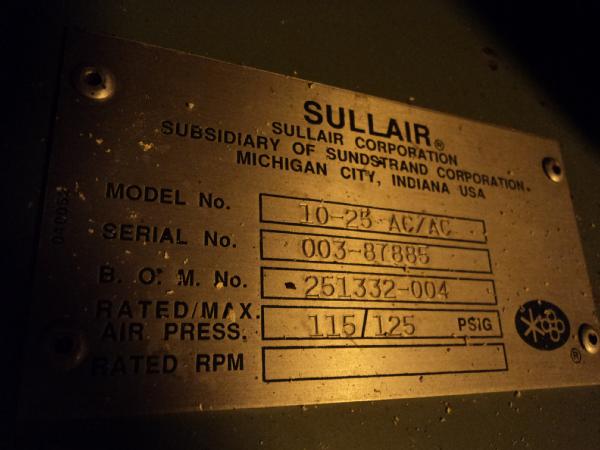 SULLAIR®
SULLAIR CORPORATION
SUBSIDIARY OF SUNDSTRAND CORPORATION.
MICHIGAN CITY, INDIANA USA
MODEL No. 10-25 AC/AC
SERIAL No. 003-87885
B. O. M. No. 251332-004
RATED/MAX.
AIR PRESS. 115/125 PSIG
RATED RPM
®